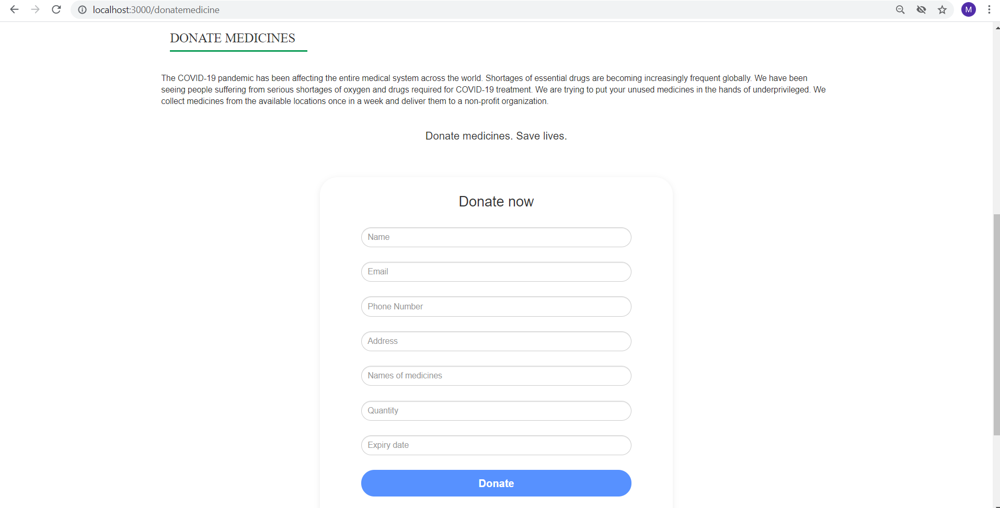 localhost:3000/donatemedicine
M
DONATE MEDICINES
The COVID-19 pandemic has been affecting the entire medical system across the world. Shortages of essential drugs are becoming increasingly frequent globally. We have been
seeing people suffering from serious shortages of oxygen and drugs required for COVID-19 treatment. We are trying to put your unused medicines in the hands of underprivileged. We
collect medicines from the available locations once in a week and deliver them to a non-profit organization.
Donate medicines. Save lives.
Donate now
Name
Email
Phone Number
Address
Names of medicines
Quantity
Expiry date
Donate